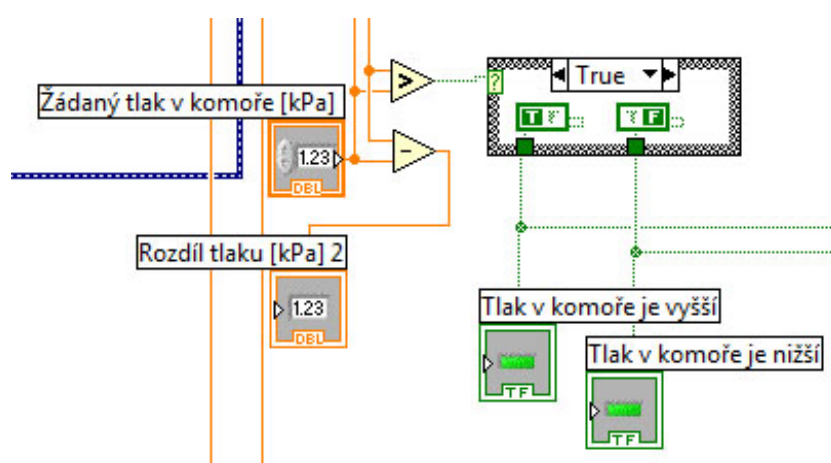 >
?
True
Žádaný tlak v komoře [kPa]
T
F
1.23
DBL
-
Rozdíl tlaku [kPa] 2
1.23
DBL
Tlak v komoře je vyšší
TF
Tlak v komoře je nižší
TF